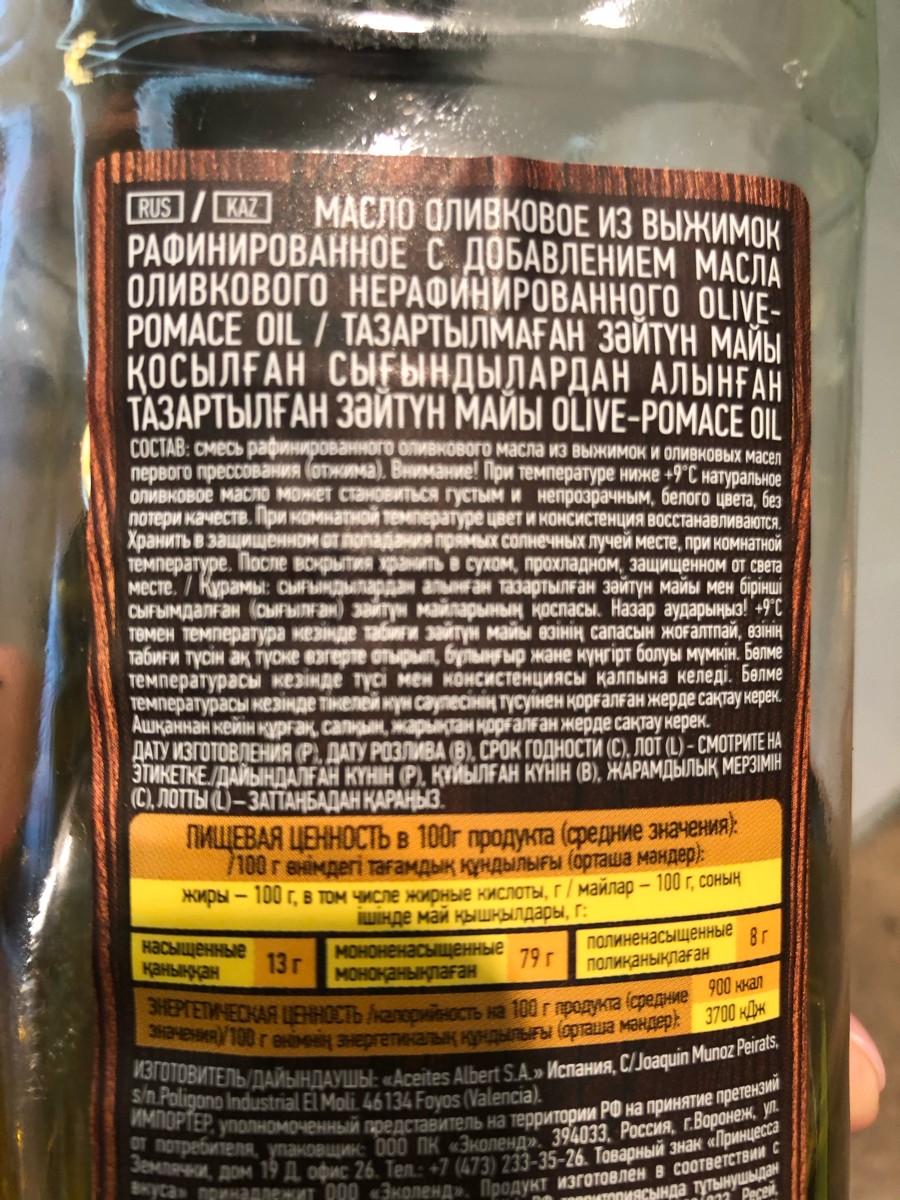 RUS / KAZ МАСЛО ОЛИВКОВОЕ ИЗ ВЫЖИМОК
РАФИНИРОВАННОЕ С ДОБАВЛЕНИЕМ МАСЛА
ОЛИВКОВОГО НЕРАФИНИРОВАННОГО OLIVE-
POMACE OIL / ТАЗАРТЫЛМАҒАН ЗӘЙТҮН МАЙЫ
ҚОСЫЛҒАН СЫҒЫНДЫЛАРДАН АЛЫНҒАН
ТАЗАРТЫЛҒАН ЗӘЙТҮН МАЙЫ OLIVE-POMACE OIL
СОСТАВ: смесь рафинированного оливкового масла из выжимок и оливковых масел
первого прессования (отжима). Внимание! При температуре ниже +9°С натуральное
оливковое масло может становиться густым и непрозрачным, белого цвета, без
потери качеств. При комнатной температуре цвет и консистенция восстанавливаются.
Хранить в защищенном от попадания прямых солнечных лучей месте, при комнатной
температуре. После вскрытия хранить в сухом, прохладном, защищенном от света
месте. / Құрамы: сығындылардан алынған тазартылған зәйтүн майы мен бірінші
сығымдалған (сығылған) зәйтүн майларының қоспасы. Назар аударыңыз! +9°С
төмен температура кезінде табиғи зәйтүн майы өзінің сапасын жоғалтпай, өзінің
табиғи түсін ақ түске өзгерте отырып, бұлыңғыр және күңгірт болуы мүмкін. Бөлме
температурасы кезінде түсі мен консистенциясы қалпына келеді. Бөлме
температурасы кезінде тікелей күн сәулесінің түсуінен қорғалған жерде сақтау керек.
Ашқаннан кейін құрғақ, салқын, жарықтан қорғалған жерде сақтау керек.
ДАТУ ИЗГОТОВЛЕНИЯ (P), ДАТУ РОЗЛИВА (B), СРОК ГОДНОСТИ (C), ЛОТ (L) - СМОТРИТЕ НА
ЭТИКЕТКЕ./ДАЙЫНДАЛҒАН КҮНІН (P), ҚҰЙЫЛҒАН КҮНІН (B), ЖАРАМДЫЛЫҚ МЕРЗІМІН
(C), ЛОТТЫ (L) – ЗАТТАҢБАДАН ҚАРАҢЫЗ.
ПИЩЕВАЯ ЦЕННОСТЬ в 100г продукта (средние значения):
/100 г өнімдегі тағамдық құндылығы (орташа мәндер):
жиры – 100 г, в том числе жирные кислоты, г / майлар – 100 г, соның
ішінде май қышқылдары, г:
насыщенные 13 г мононенасыщенные 79 г полиненасыщенные 8 г
қаныққан моноқанықпаған полиқанықпаған
ЭНЕРГЕТИЧЕСКАЯ ЦЕННОСТЬ /калорийность на 100 г продукта (средние 900 ккал
значения)/100 г өнімнің энергетикалық құндылығы (орташа мәндер): 3700 кДж
ИЗГОТОВИТЕЛЬ/ДАЙЫНДАУШЫ: «Aceites Albert S.A.» Испания, C/Joaquin Munoz Peirats,
s/n.Poligono Industrial El Moli. 46134 Foyos (Valencia).
ИМПОРТЕР, уполномоченный представитель на территории РФ на принятие претензий
от потребителя, упаковщик: ООО ПК «Эколенд». 394033, Россия, г.Воронеж, ул.
Землячки, дом 19 Д, офис 26. Тел.: +7 (473) 233-35-26. Товарный знак «Принцесса
вкуса» принадлежит ООО «Эколенд». Продукт изготовлен в соответствии с
территориясында тұтынушыдан